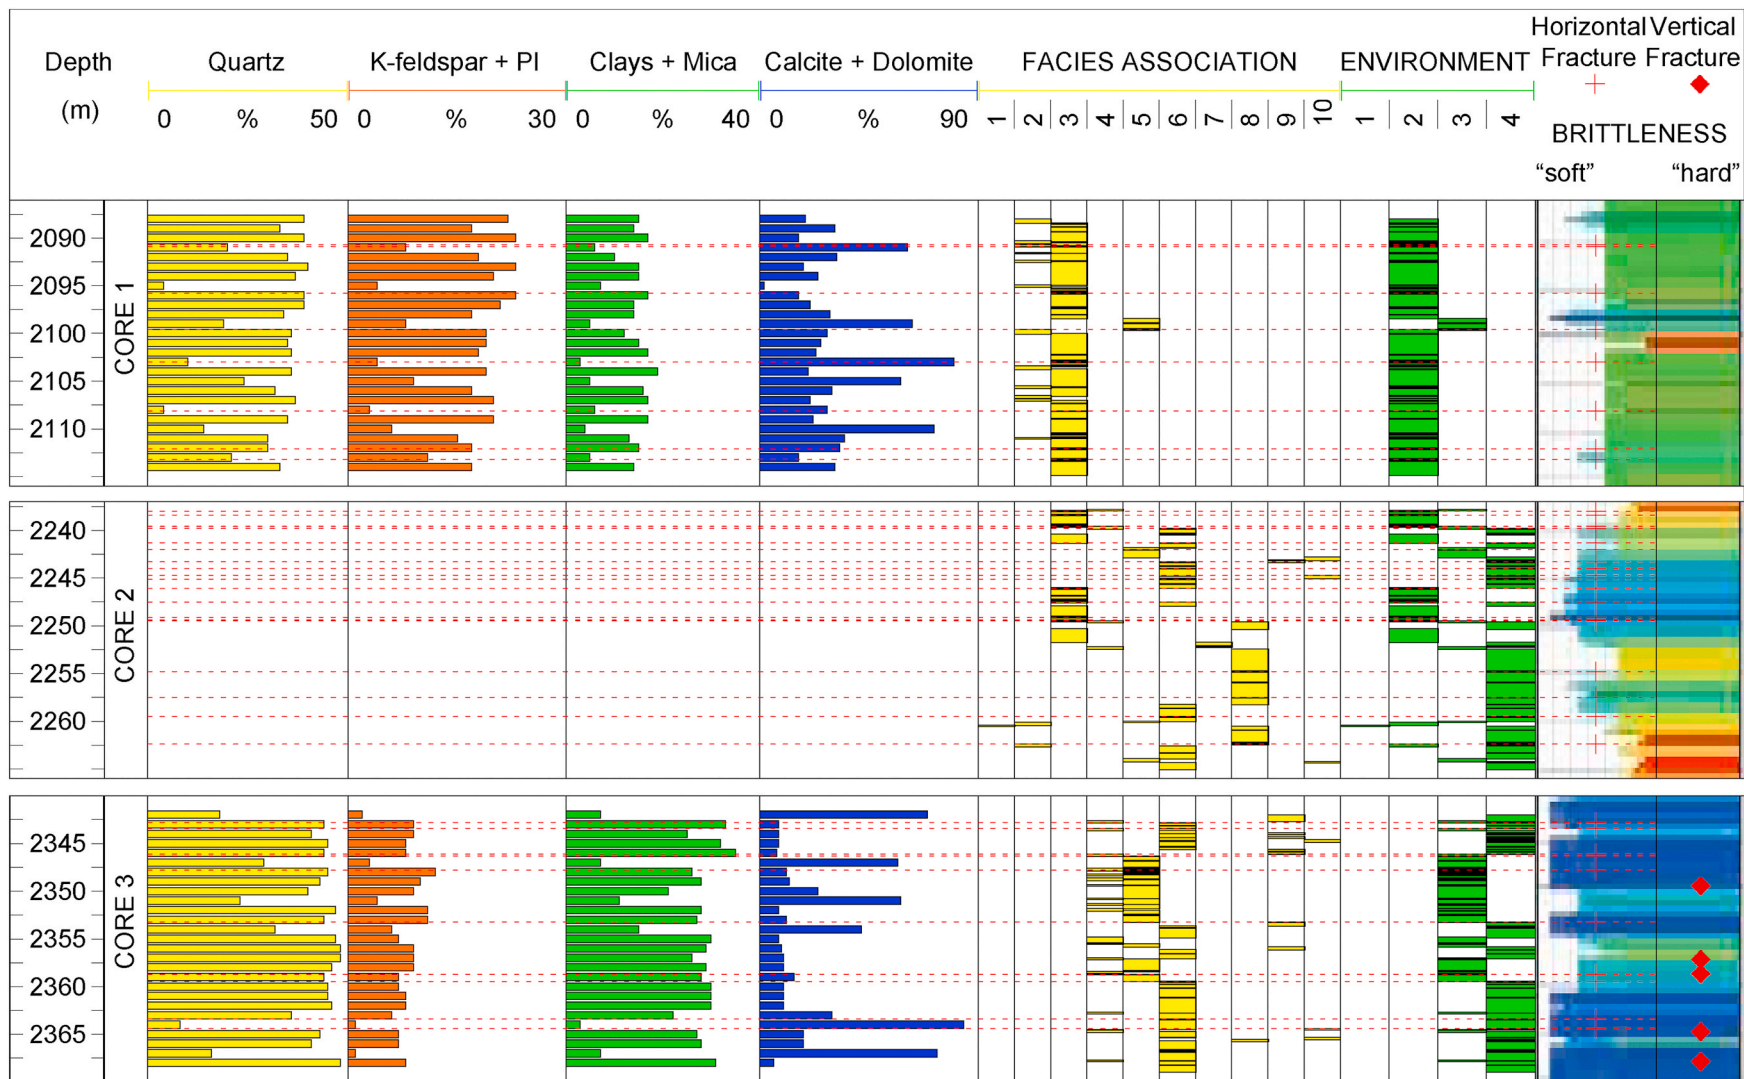 Horizontal Vertical
Depth Quartz K-feldspar + Pl Clays + Mica Calcite + Dolomite FACIES ASSOCIATION ENVIRONMENT Fracture Fracture
(m) 0 % 50 0 % 30 0 % 40 0 % 90 1 2 3 4 5 6 7 8 9 10 1 2 3 4
BRITTLENESS
“soft” “hard”
CORE 1
2090
2095
2100
2105
2110
CORE 2
2240
2245
2250
2255
2260
CORE 3
2345
2350
2355
2360
2365